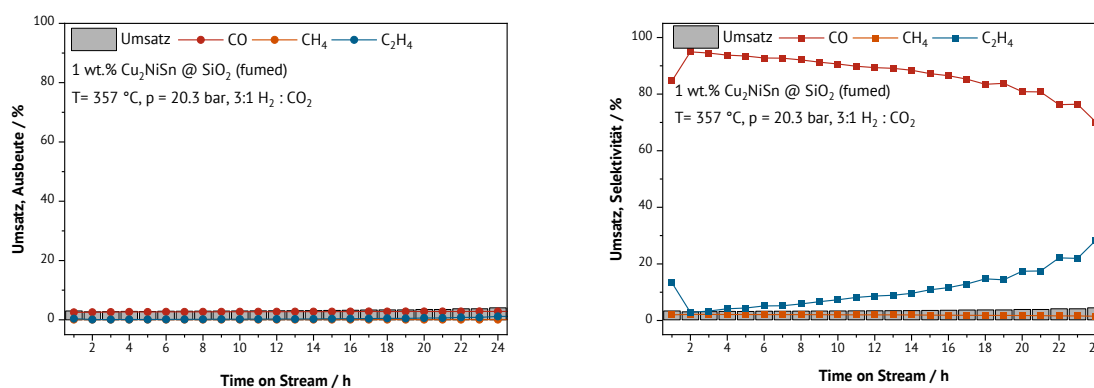 100
80
60
40
20
0
Umsatz, Ausbeute / %
Umsatz CO CH₄ C₂H₄
1 wt.% Cu₂NiSn @ SiO₂ (fumed)
T= 357 °C, p = 20.3 bar, 3:1 H₂ : CO₂
2 4 6 8 10 12 14 16 18 20 22 24
Time on Stream / h
100
80
60
40
20
0
Umsatz, Selektivität / %
Umsatz CO CH₄ C₂H₄
1 wt.% Cu₂NiSn @ SiO₂ (fumed)
T= 357 °C, p = 20.3 bar, 3:1 H₂ : CO₂
2 4 6 8 10 12 14 16 18 20 22 2
Time on Stream / h